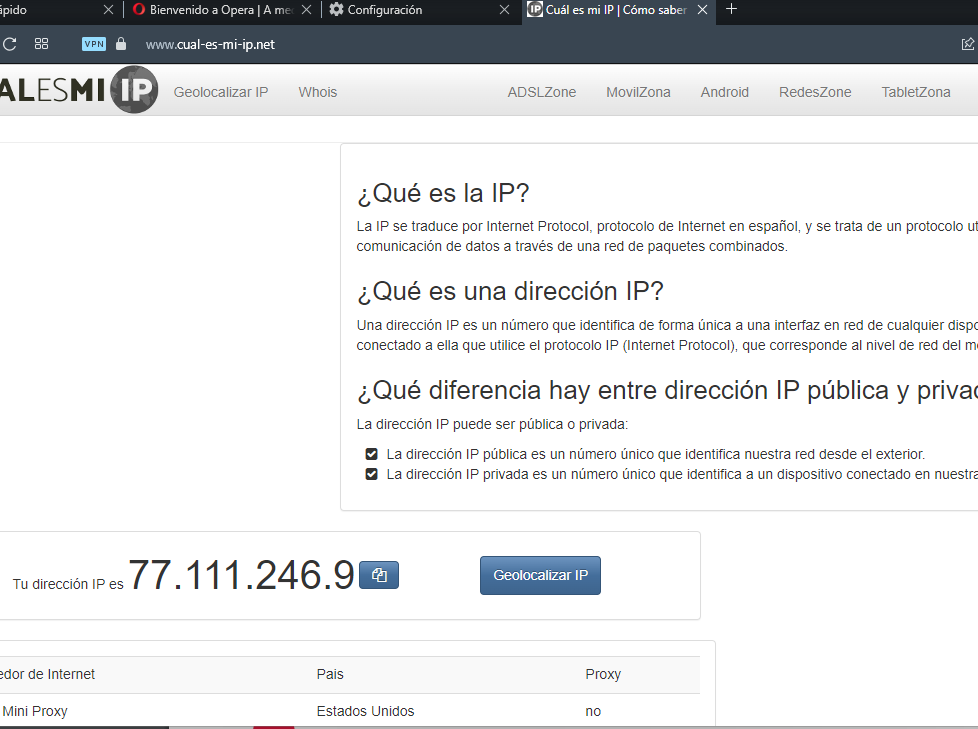 ápido
Bienvenido a Opera | A me
Configuración
Cuál es mi IP | Cómo saber
VPN
www.cual-es-mi-ip.net
ALESMI IP
Geolocalizar IP
Whois
ADSLZone
MovilZona
Android
RedesZone
TabletZona
¿Qué es la IP?
La IP se traduce por Internet Protocol, protocolo de Internet en español, y se trata de un protocolo ut
comunicación de datos a través de una red de paquetes combinados.
¿Qué es una dirección IP?
Una dirección IP es un número que identifica de forma única a una interfaz en red de cualquier dispo
conectado a ella que utilice el protocolo IP (Internet Protocol), que corresponde al nivel de red del m
¿Qué diferencia hay entre dirección IP pública y privad
La dirección IP puede ser pública o privada:
La dirección IP pública es un número único que identifica nuestra red desde el exterior.
La dirección IP privada es un número único que identifica a un dispositivo conectado en nuestra
Tu dirección IP es 77.111.246.9
Geolocalizar IP
edor de Internet
Pais
Proxy
Mini Proxy
Estados Unidos
no